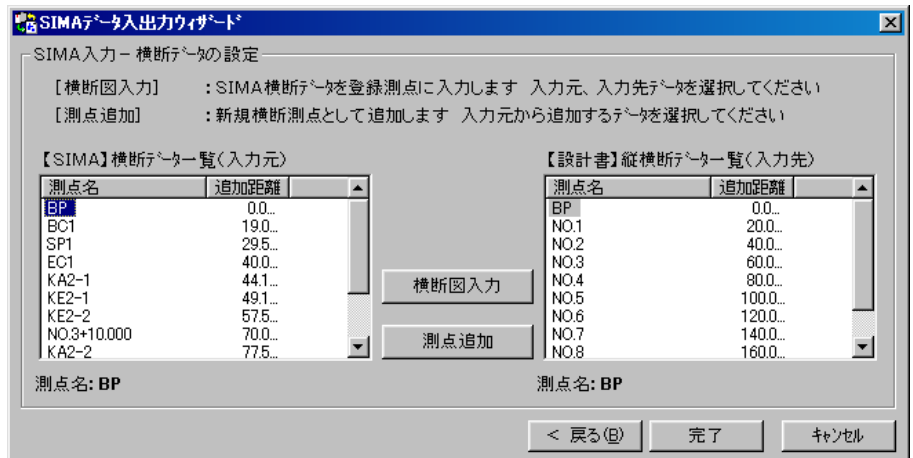 SIMAデータ入出力ウィザード
SIMA入力－横断データの設定
[横断図入力] ：SIMA横断データを登録測点に入力します 入力元、入力先データを選択してください
[測点追加] ：新規横断測点として追加します 入力元から追加するデータを選択してください
【SIMA】横断データ一覧(入力元)
測点名 追加距離
BP 0.0...
BC1 19.0...
SP1 29.5...
EC1 40.0...
KA2-1 44.1...
KE2-1 49.1...
KE2-2 57.5...
NO.3+10.000 70.0...
KA2-2 77.5...
測点名: BP
横断図入力
測点追加
【設計書】縦横断データ一覧(入力先)
測点名 追加距離
BP 0.0...
NO.1 20.0...
NO.2 40.0...
NO.3 60.0...
NO.4 80.0...
NO.5 100.0...
NO.6 120.0...
NO.7 140.0...
NO.8 160.0...
測点名: BP
< 戻る(B) 完了 キャンセル